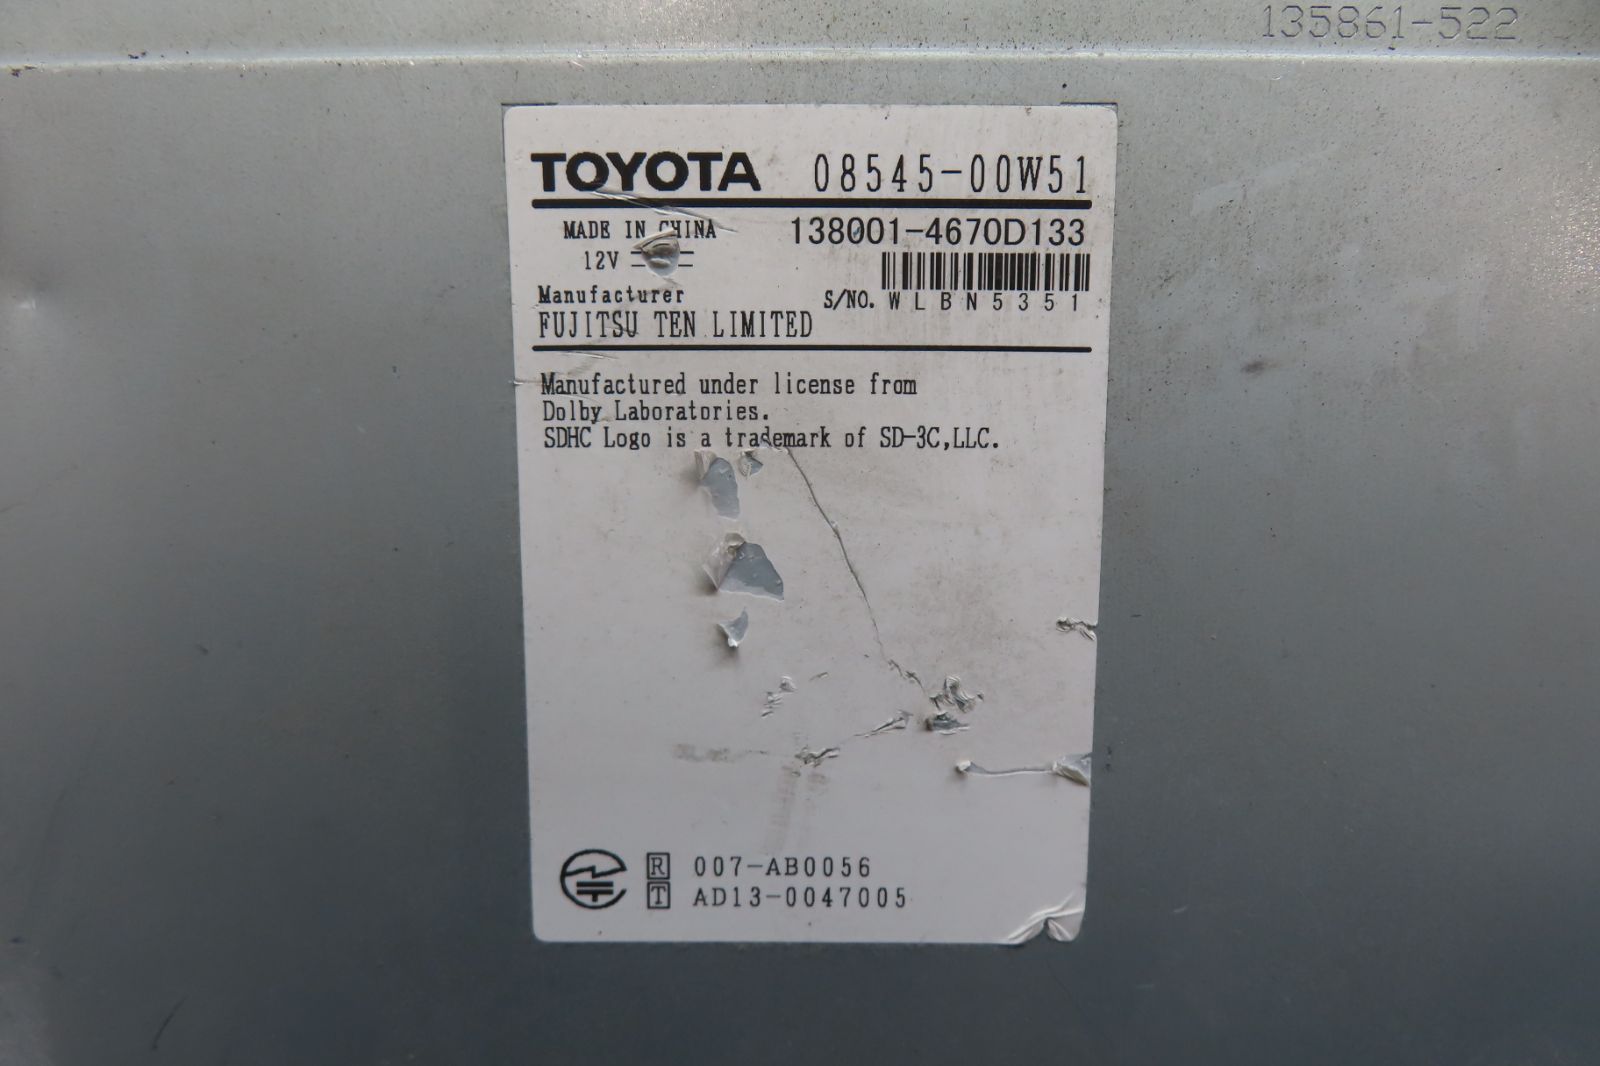 135861-522
TOYOTA 08545-00W51
MADE IN CHINA 138001-4670D133
12V
Manufacturer S/NO. WLBN5351
FUJITSU TEN LIMITED
Manufactured under license from
Dolby Laboratories.
SDHC Logo is a trademark of SD-3C,LLC.
R 007-AB0056
T AD13-0047005